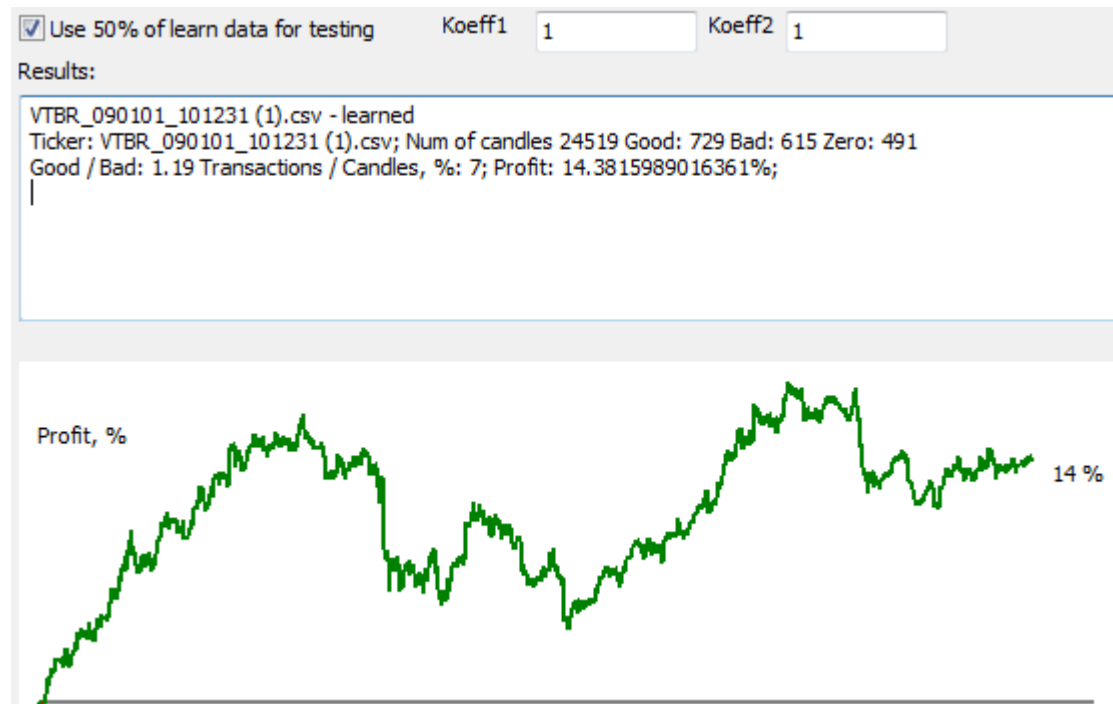 Use 50% of learn data for testing Koeff1 1 Koeff2 1
Results:
VTBR_090101_101231 (1).csv - learned
Ticker: VTBR_090101_101231 (1).csv; Num of candles 24519 Good: 729 Bad: 615 Zero: 491
Good / Bad: 1.19 Transactions / Candles, %: 7; Profit: 14.3815989016361%;
Profit, %
14 %